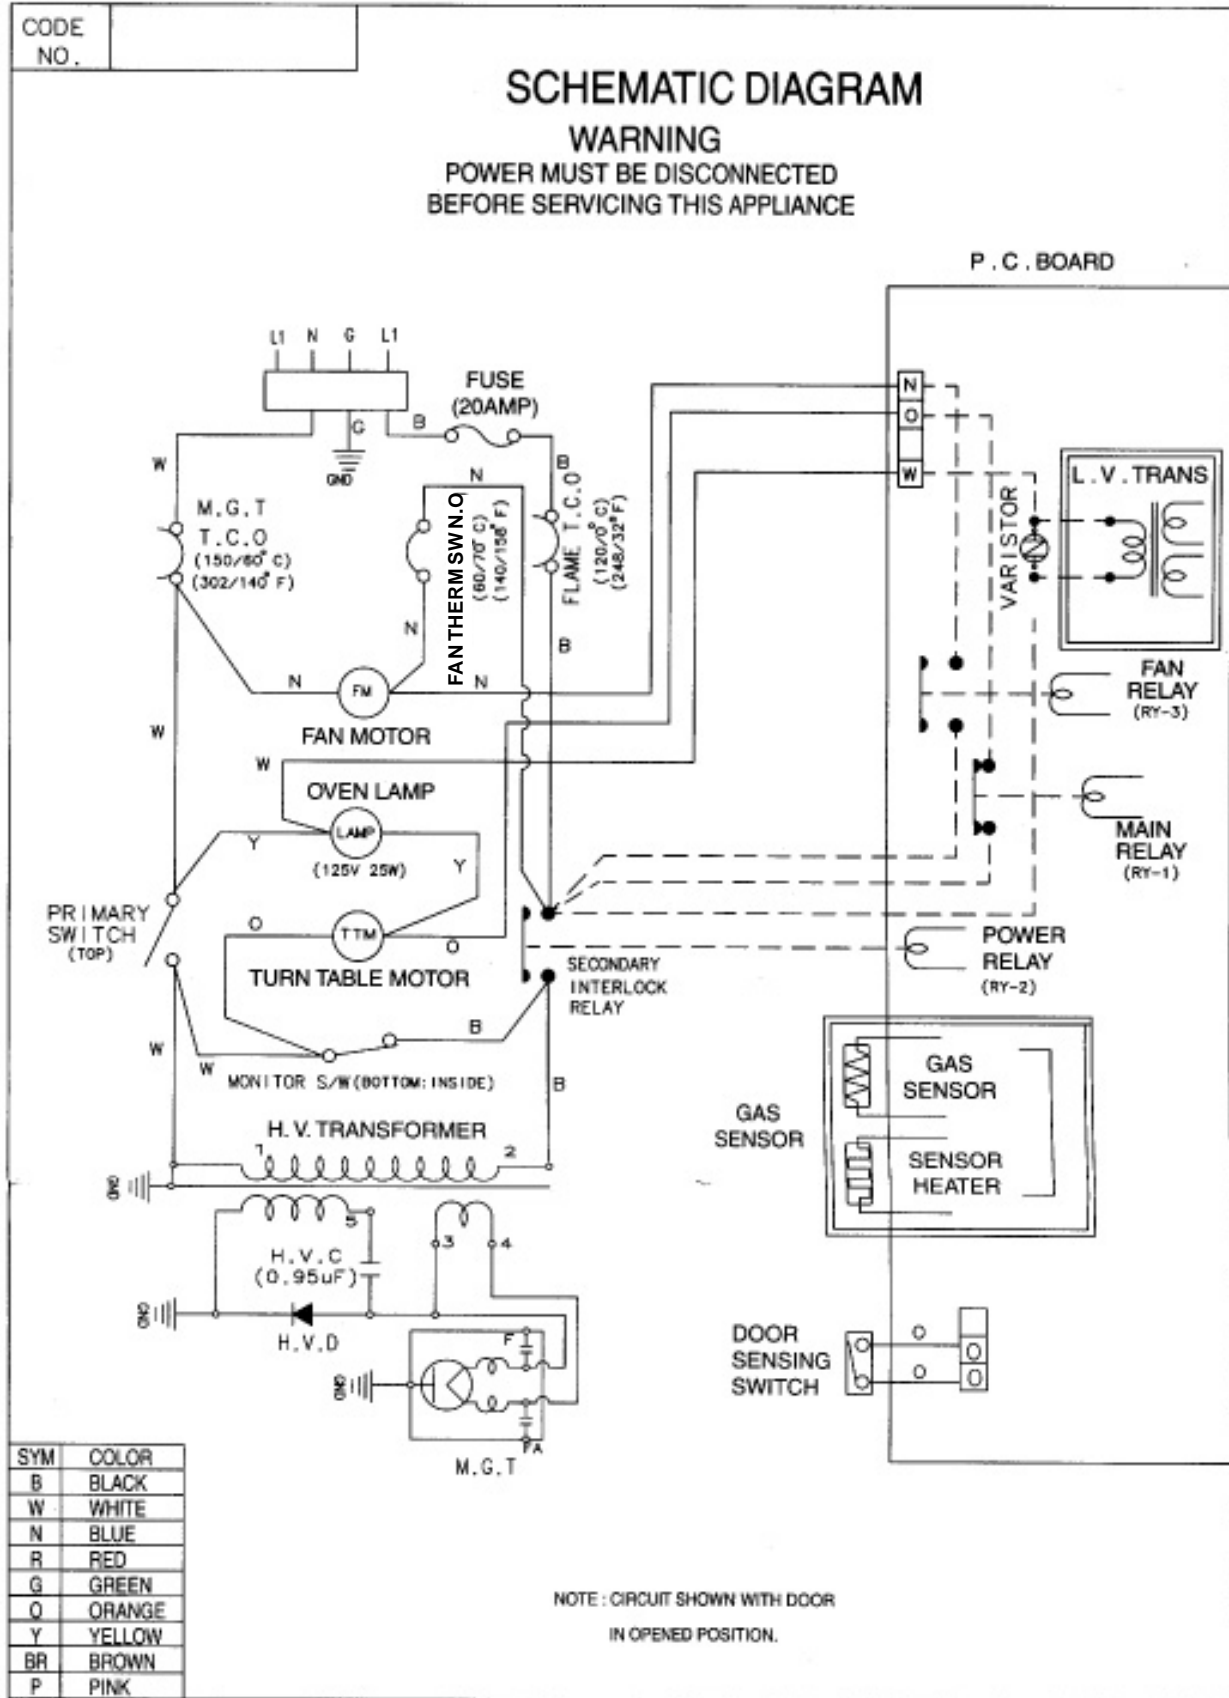 CODE
NO.
SCHEMATIC DIAGRAM
WARNING
POWER MUST BE DISCONNECTED
BEFORE SERVICING THIS APPLIANCE
P.C.BOARD
L1 N G L1
FUSE
(20AMP)
G
B
GND
W
N
B
N
O
W
M.G.T
T.C.O
(150/60°C)
(302/140°F)
FAN THERM SW N.O
(60/70°C)
(140/158°F)
FLAME T.C.O
(120/0°C)
(248/32°F)
VARISTOR
L.V.TRANS
N
B
N
FM
N
FAN MOTOR
FAN
RELAY
(RY-3)
W
W
OVEN LAMP
LAMP
(125V 25W)
Y
Y
MAIN
RELAY
(RY-1)
PRIMARY
SWITCH
(TOP)
O
TTM
O
TURN TABLE MOTOR
SECONDARY
INTERLOCK
RELAY
POWER
RELAY
(RY-2)
W
W
B
B
MONITOR S/W(BOTTOM:INSIDE)
H.V.TRANSFORMER
1
2
GND
GAS
SENSOR
GAS
SENSOR
SENSOR
HEATER
5
3
4
H.V.C
(0.95uF)
GND
H.V.D
F
GND
A
M.G.T
DOOR
SENSING
SWITCH
O
O
O
O
SYM COLOR
B BLACK
W WHITE
N BLUE
R RED
G GREEN
O ORANGE
Y YELLOW
BR BROWN
P PINK
NOTE : CIRCUIT SHOWN WITH DOOR
IN OPENED POSITION.